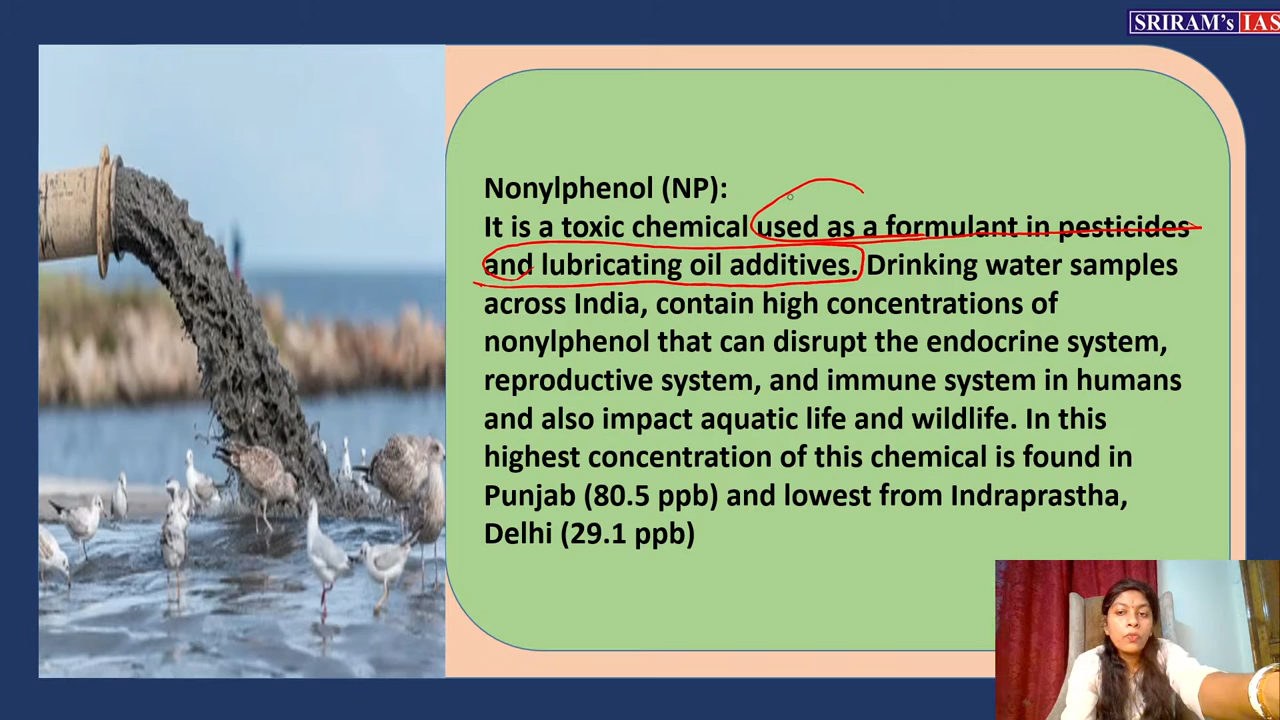 SRIRAM's IAS
Nonylphenol (NP):
It is a toxic chemical used as a formulant in pesticides
and lubricating oil additives. Drinking water samples
across India, contain high concentrations of
nonylphenol that can disrupt the endocrine system,
reproductive system, and immune system in humans
and also impact aquatic life and wildlife. In this
highest concentration of this chemical is found in
Punjab (80.5 ppb) and lowest from Indraprastha,
Delhi (29.1 ppb)